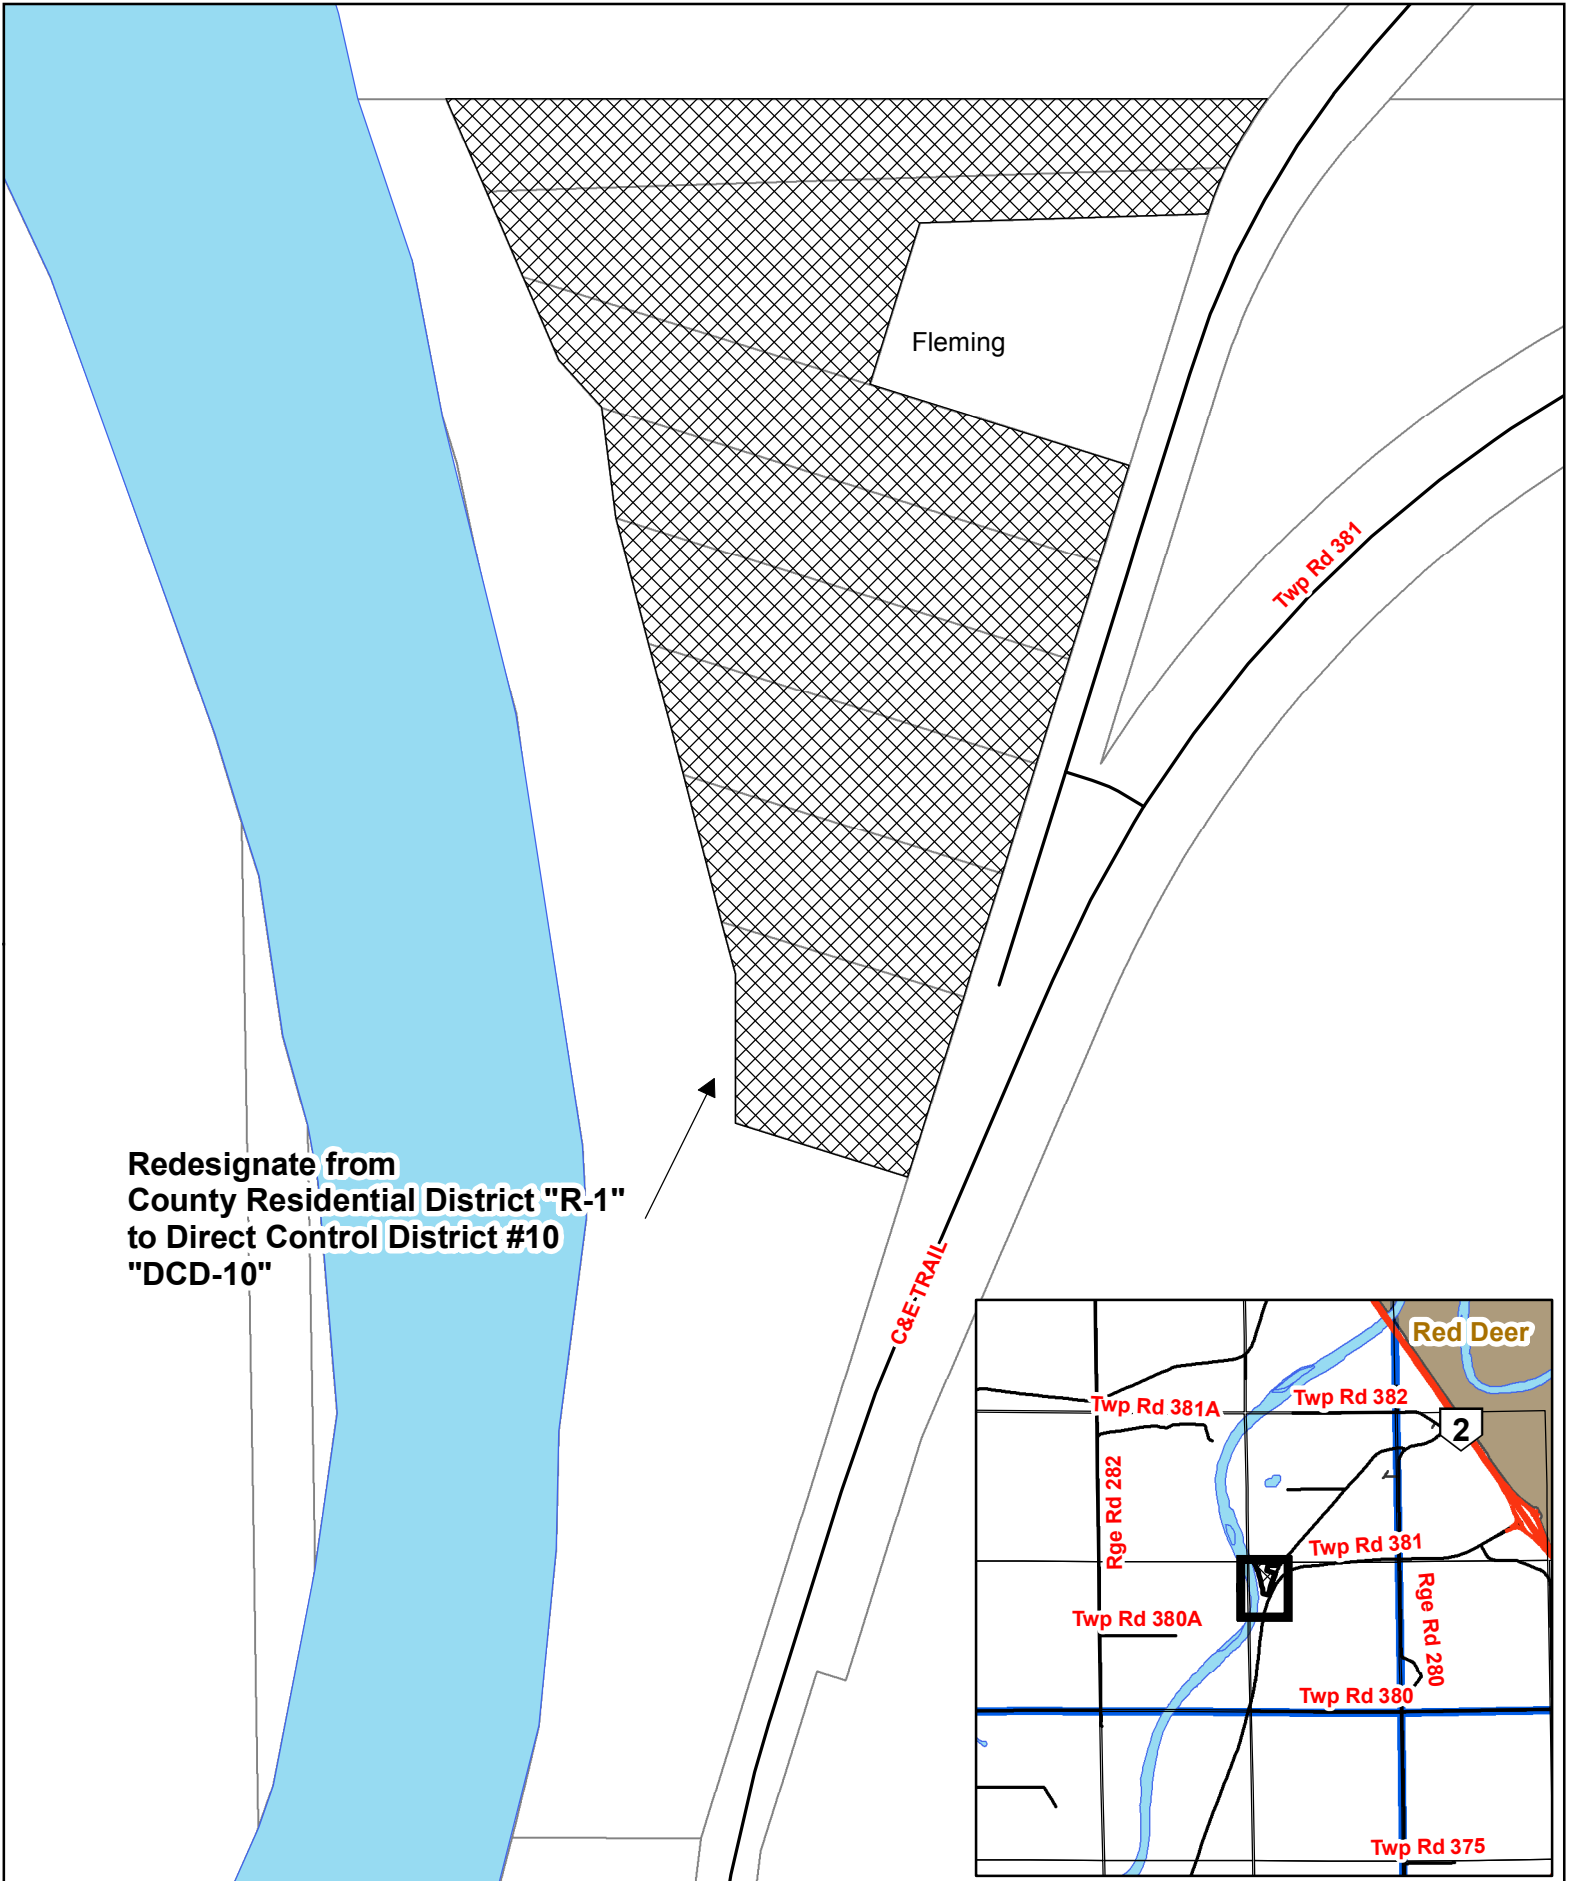 Fleming
Twp Rd 381
Redesignate from
County Residential District "R-1"
to Direct Control District #10
"DCD-10"
C&E TRAIL
Red Deer
Twp Rd 381A
Twp Rd 382
2
Rge Rd 282
Twp Rd 381
Rge Rd 280
Twp Rd 380A
Twp Rd 380
Twp Rd 375